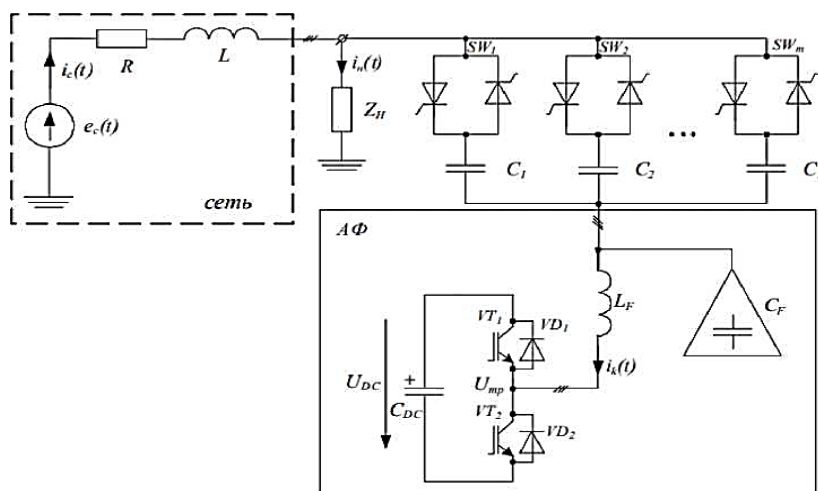 R
L
i_c(t)
e_c(t)
сеть
i_n(t)
Z_H
SW_1
SW_2
SW_m
C_1
C_2
...
C
АФ
L_F
C_F
i_k(t)
VT_1
VD_1
U_DC
+
C_DC
U_mp
VT_2
VD_2